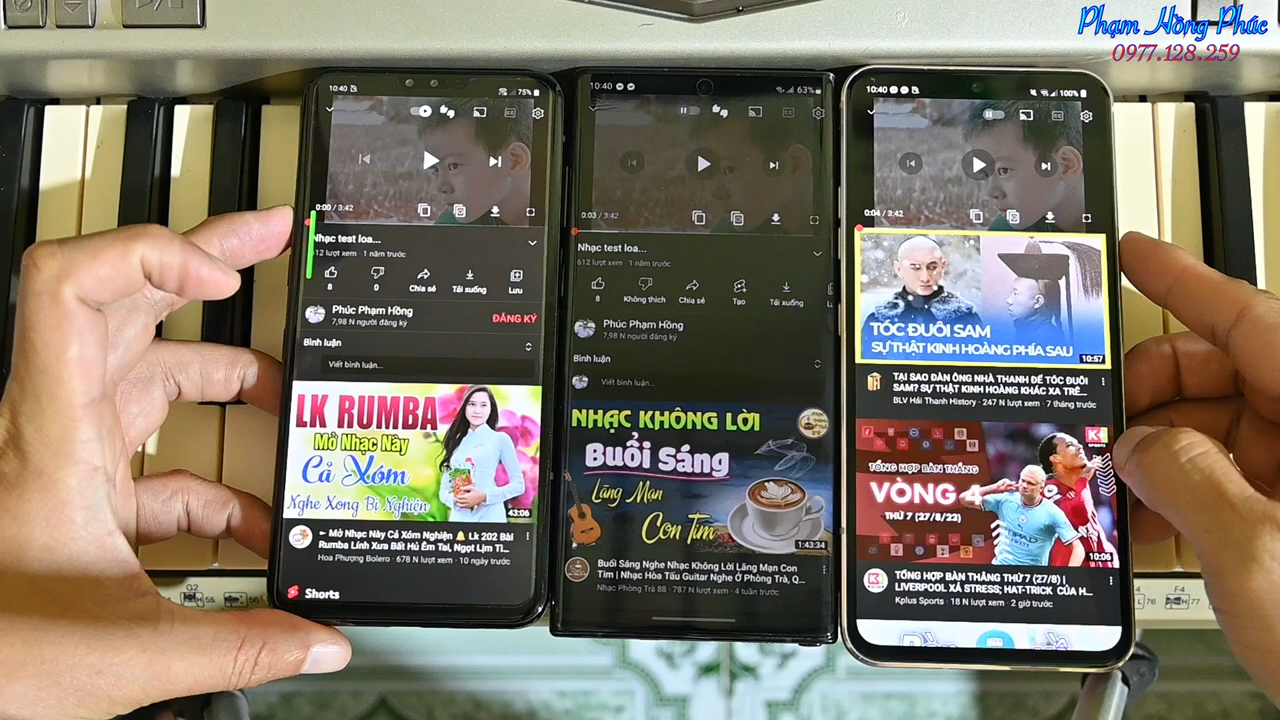 Phạm Hồng Phúc
0977.128.259
10:40
75%
0:00 / 3:42
Nhạc test loa...
612 lượt xem · 1 năm trước
8
0
Chia sẻ
Tải xuống
Lưu
Phúc Phạm Hồng
7,98 N người đăng ký
ĐĂNG KÝ
Bình luận
Viết bình luận...
LK RUMBA
Mở Nhạc Này
Cả Xóm
Nghe Xong Bị Nghiện
43:06
Mở Nhạc Này Cả Xóm Nghiện 🔔 Lk 202 Bài
Rumba Lính Xưa Bất Hủ Êm Tai, Ngọt Lịm Tì...
Hoa Phượng Bolero · 678 N lượt xem · 10 ngày trước
Shorts
10:40
63%
0:03 / 3:42
Nhạc test loa...
612 lượt xem · 1 năm trước
8
Không thích
Chia sẻ
Tạo
Tải xuống
L
Phúc Phạm Hồng
7,98 N người đăng ký
Bình luận
Viết bình luận...
NHẠC KHÔNG LỜI
Buổi Sáng
Lãng Mạn
Con Tim
1:43:34
Buổi Sáng Nghe Nhạc Không Lời Lãng Mạn Con
Tim | Nhạc Hòa Tấu Guitar Nghe Ở Phòng Trà, Q...
Nhạc Phòng Trà 88 · 787 N lượt xem · 4 tuần trước
10:40
100%
0:04 / 3:42
TÓC ĐUÔI SAM
SỰ THẬT KINH HOÀNG PHÍA SAU
10:57
TẠI SAO ĐÀN ÔNG NHÀ THANH ĐỂ TÓC ĐUÔI
SAM? SỰ THẬT KINH HOÀNG KHÁC XA TRÊ...
BLV Hải Thanh History · 247 N lượt xem · 7 tháng trước
K+
SPORTS
TỔNG HỢP BÀN THẮNG
VÒNG 4
THỨ 7 (27/8/22)
10:06
TỔNG HỢP BÀN THẮNG THỨ 7 (27/8) |
LIVERPOOL XẢ STRESS; HAT-TRICK CỦA H...
Kplus Sports · 18 N lượt xem · 2 giờ trước
G2
55
56
L76
F4
77